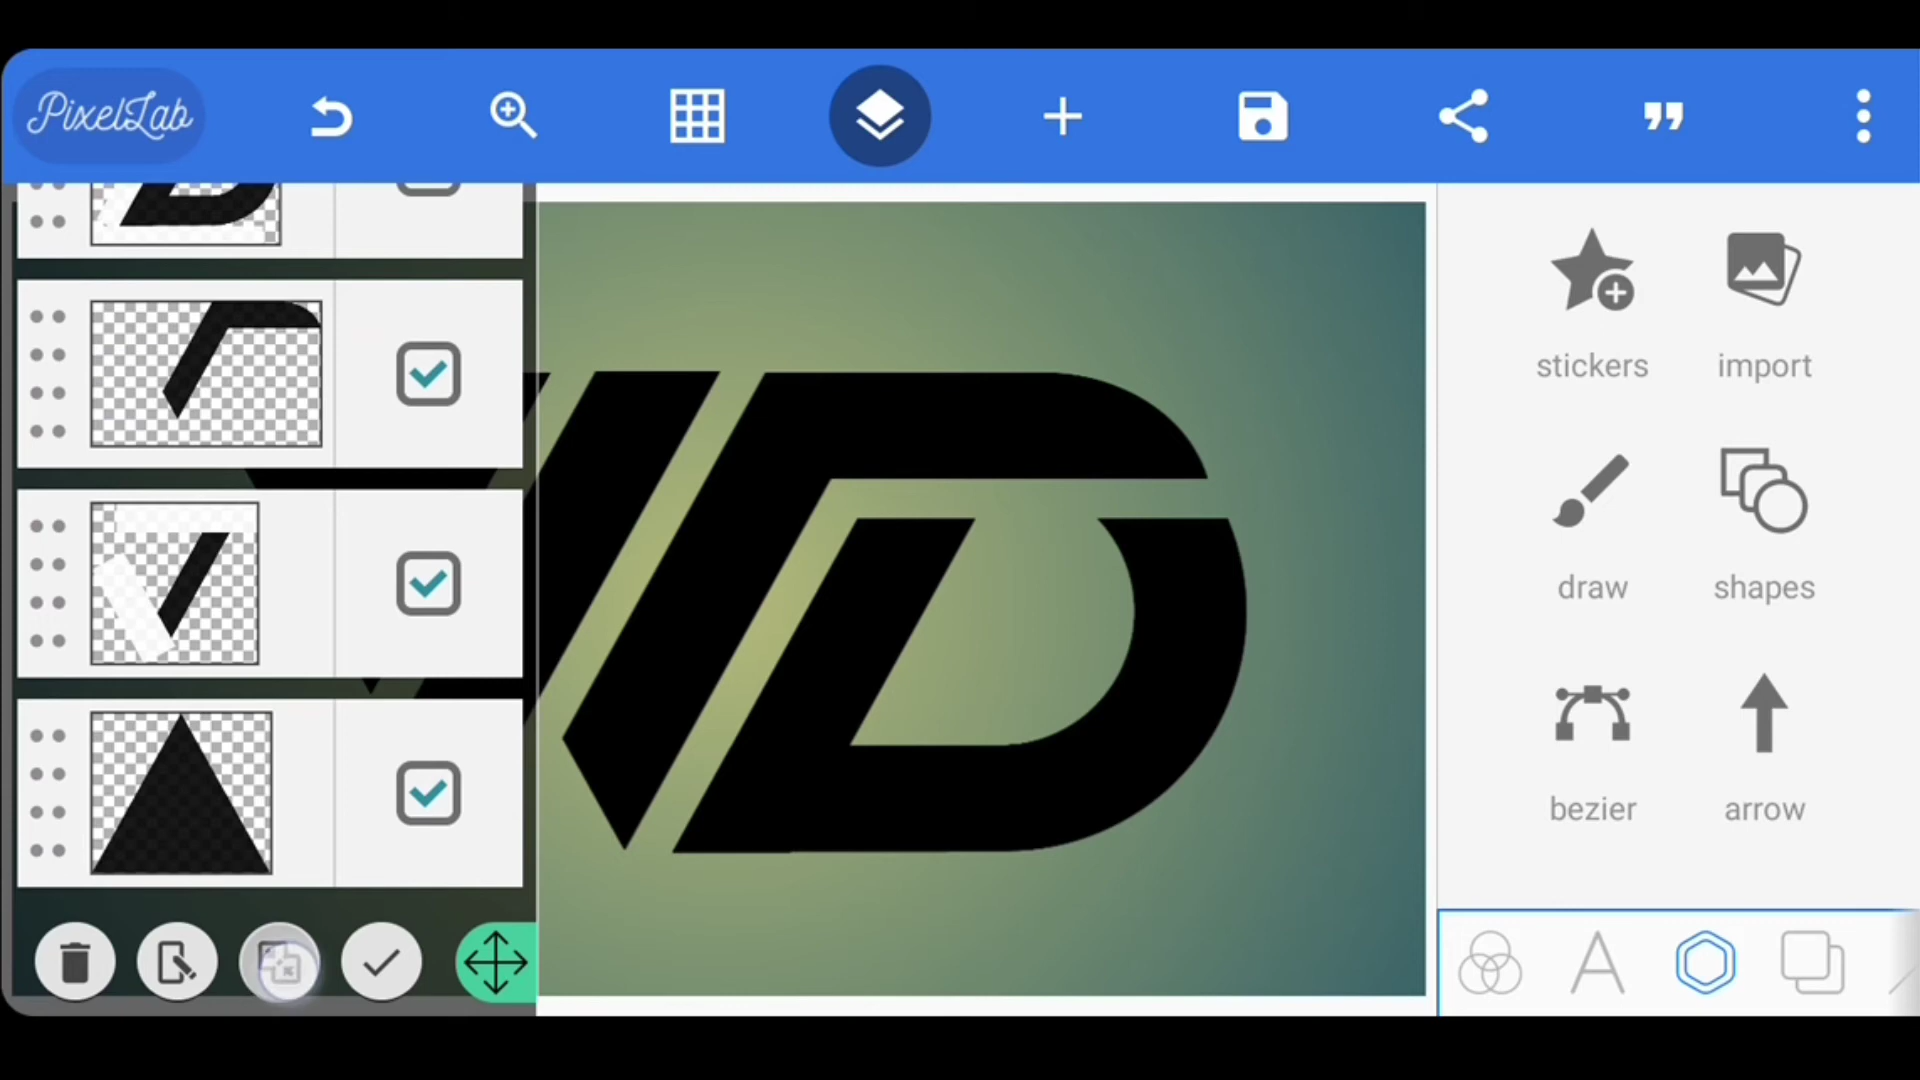 PixelLab
stickers
import
draw
shapes
bezier
arrow